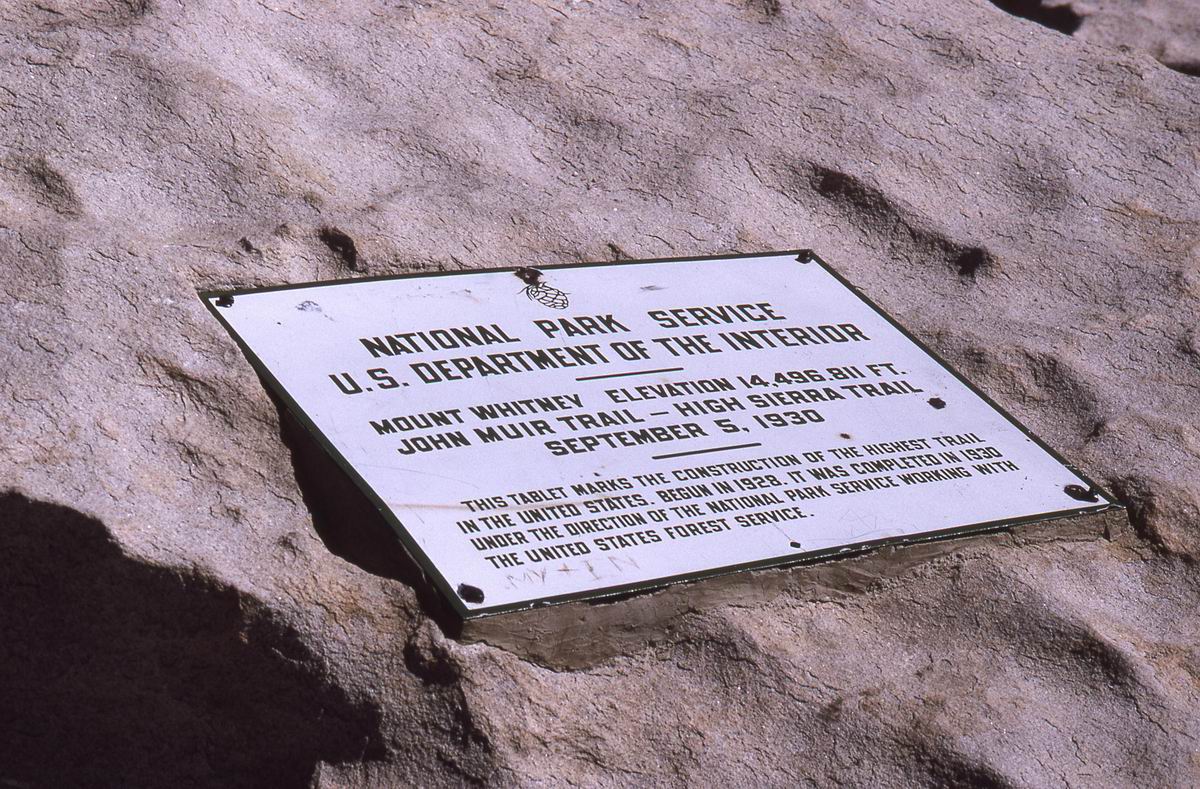 NATIONAL PARK SERVICE
U.S. DEPARTMENT OF THE INTERIOR
MOUNT WHITNEY ELEVATION 14,496.811 FT.
JOHN MUIR TRAIL — HIGH SIERRA TRAIL
SEPTEMBER 5, 1930
THIS TABLET MARKS THE CONSTRUCTION OF THE HIGHEST TRAIL
IN THE UNITED STATES. BEGUN IN 1928. IT WAS COMPLETED IN 1930
UNDER THE DIRECTION OF THE NATIONAL PARK SERVICE WORKING WITH
THE UNITED STATES FOREST SERVICE.